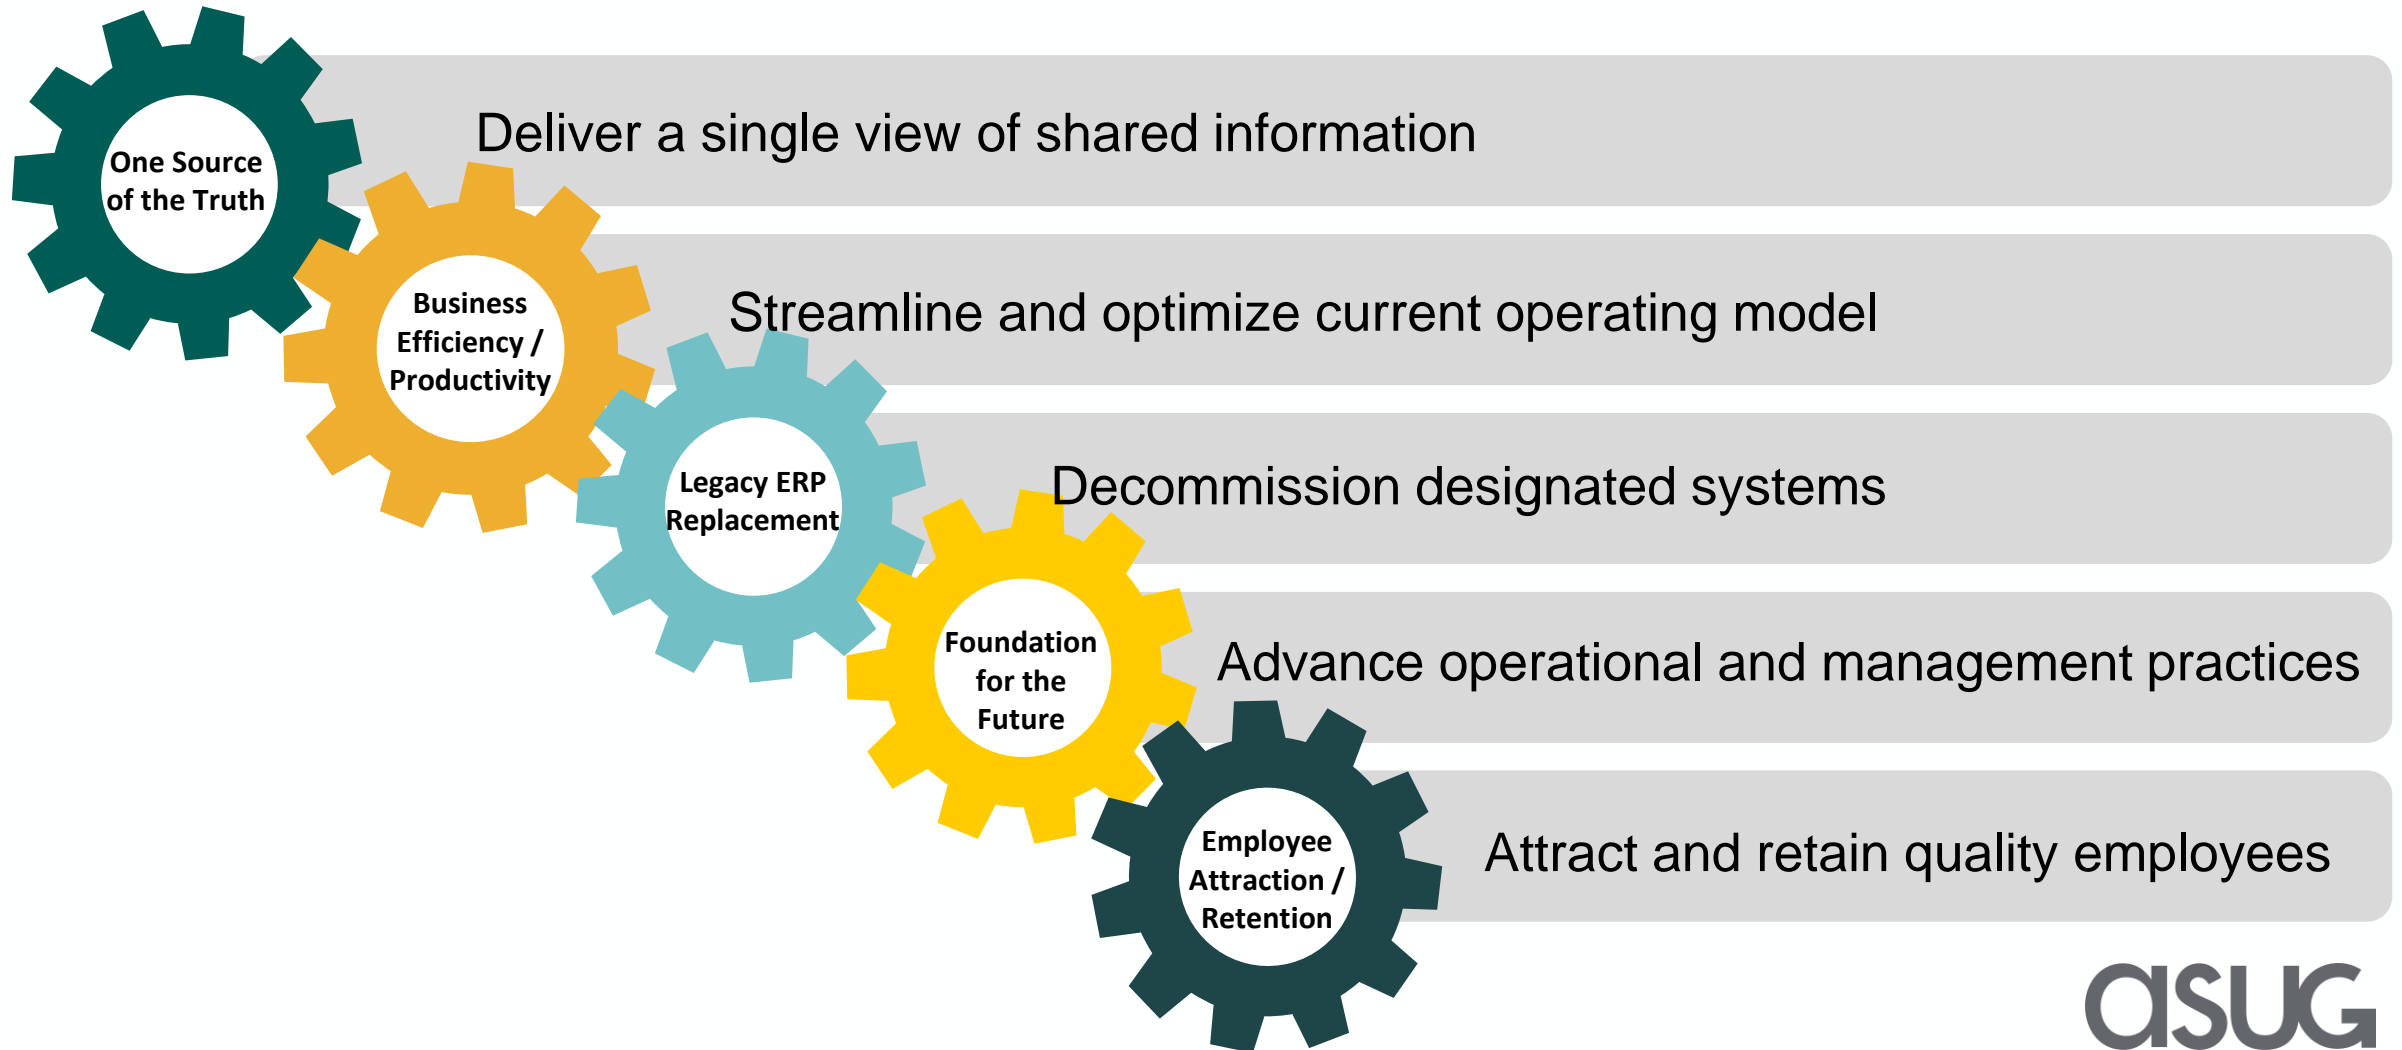 One Source
of the Truth
Deliver a single view of shared information
Business
Efficiency /
Productivity
Streamline and optimize current operating model
Legacy ERP
Replacement
Decommission designated systems
Foundation
for the
Future
Advance operational and management practices
Employee
Attraction /
Retention
Attract and retain quality employees
asug